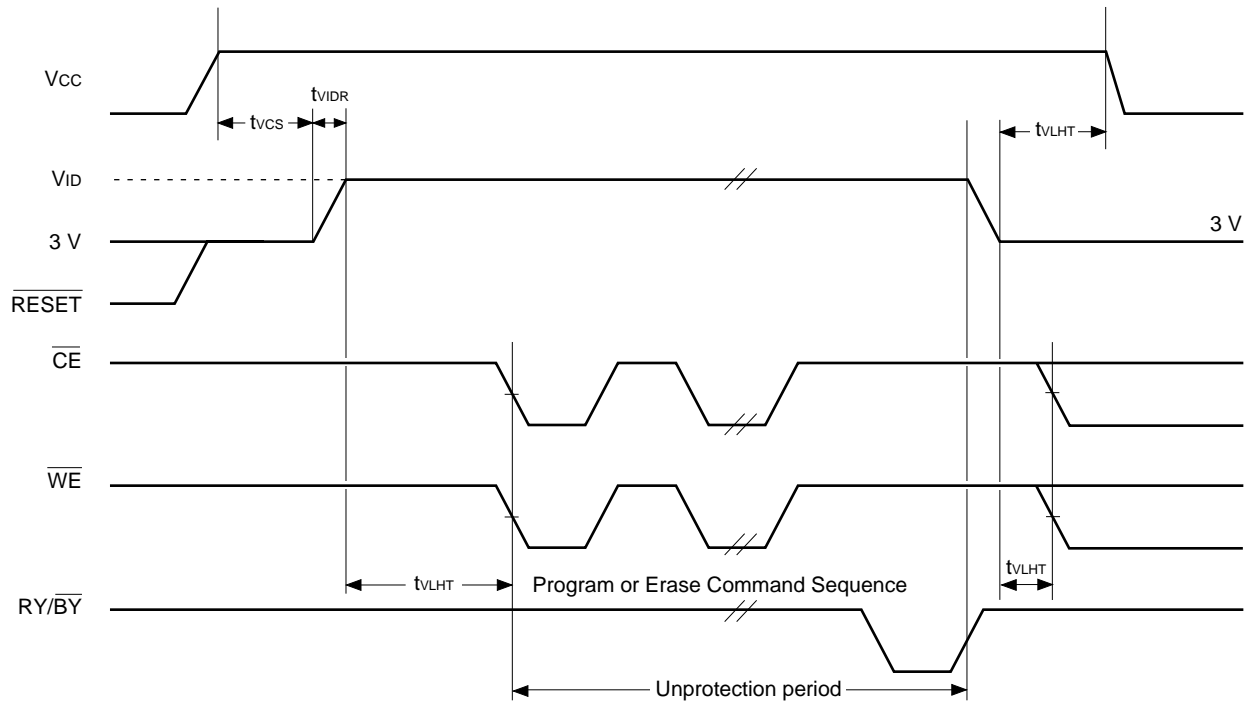 VCC
tVIDR
tVCS
tVLHT
VID
3 V
3 V
RESET
CE
WE
tVLHT
Program or Erase Command Sequence
tVLHT
RY/BY
Unprotection period